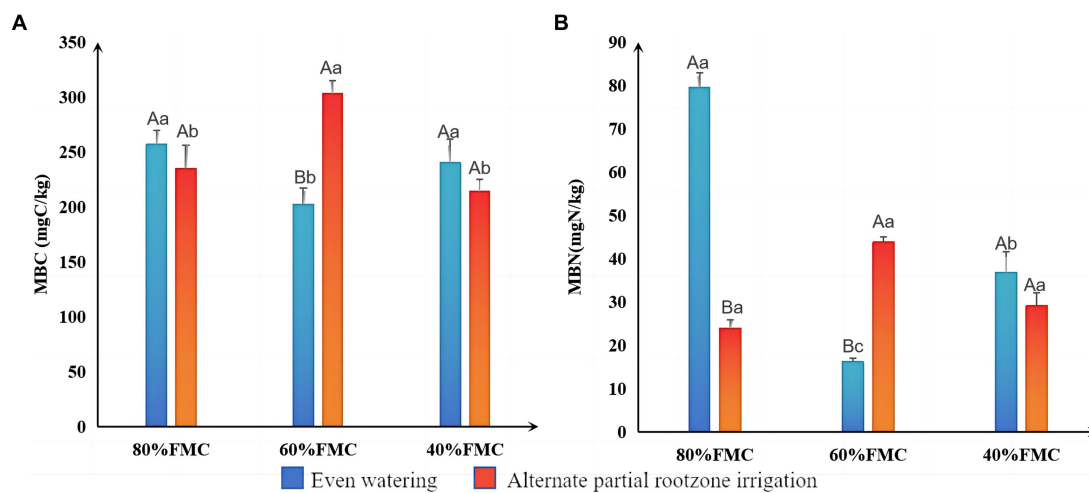 A
B
MBC (mgC/kg)
350
300
250
200
150
100
50
0
Aa
Ab
Bb
Aa
Aa
Ab
80%FMC
60%FMC
40%FMC
MBN(mgN/kg)
90
80
70
60
50
40
30
20
10
0
Aa
Ba
Bc
Aa
Ab
Aa
80%FMC
60%FMC
40%FMC
Even watering
Alternate partial rootzone irrigation